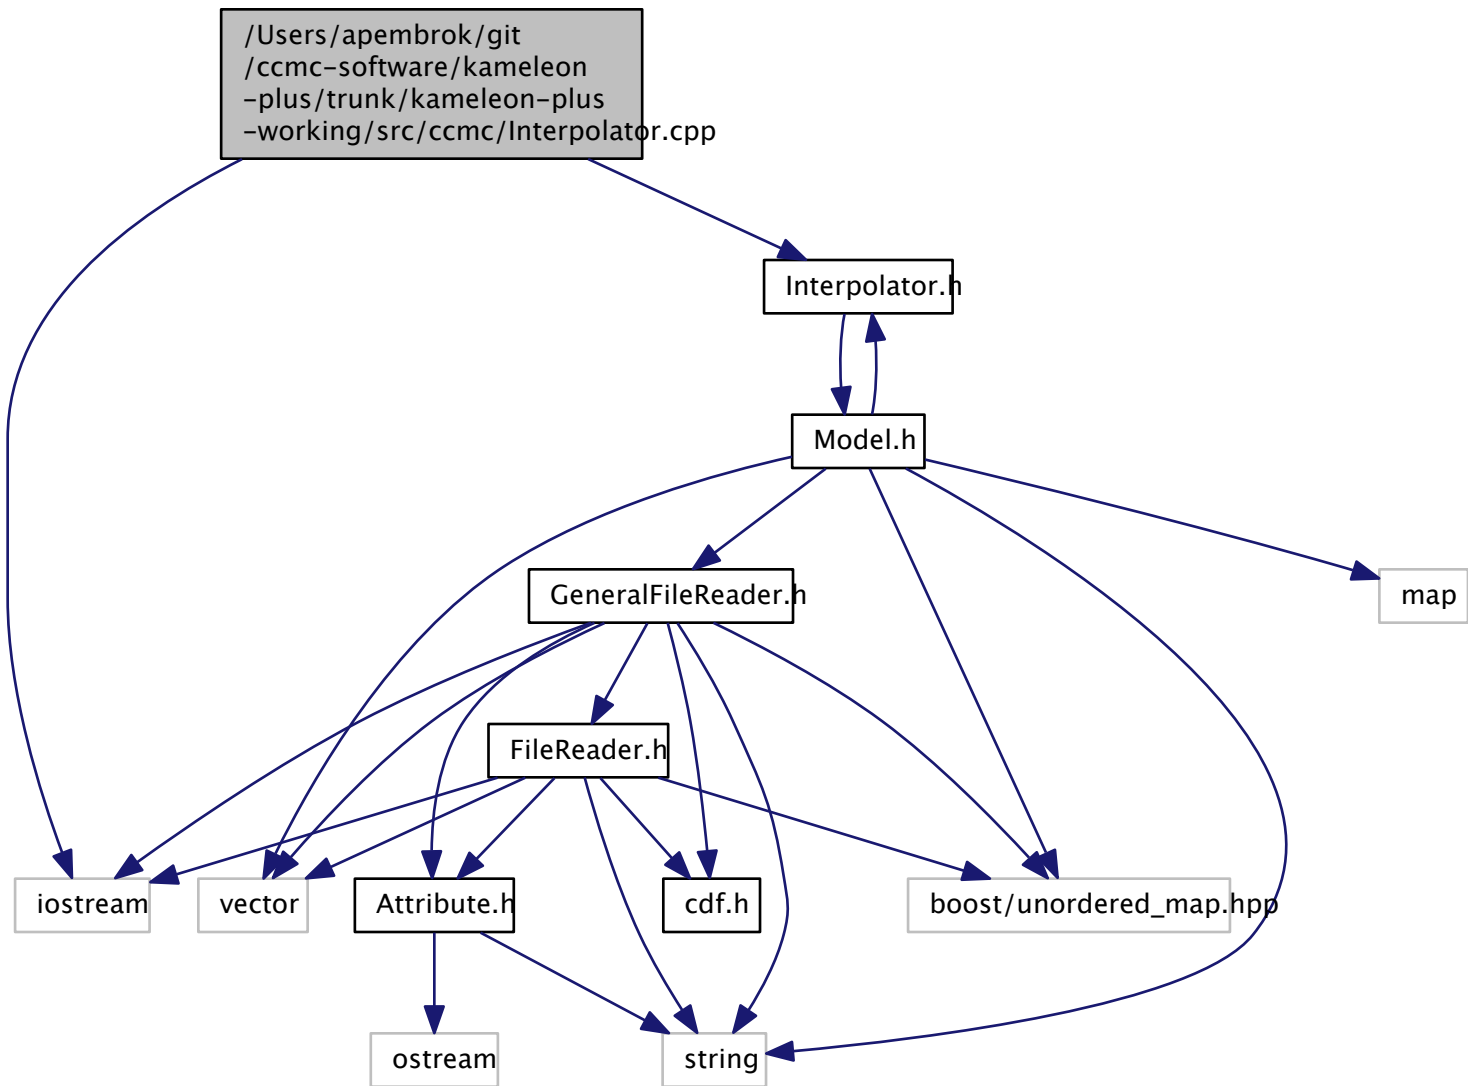 /Users/apembrok/git
/ccmc-software/kameleon
-plus/trunk/kameleon-plus
-working/src/ccmc/Interpolator.cpp
Interpolator.h
Model.h
GeneralFileReader.h
map
FileReader.h
iostream
vector
Attribute.h
cdf.h
boost/unordered_map.hpp
ostream
string